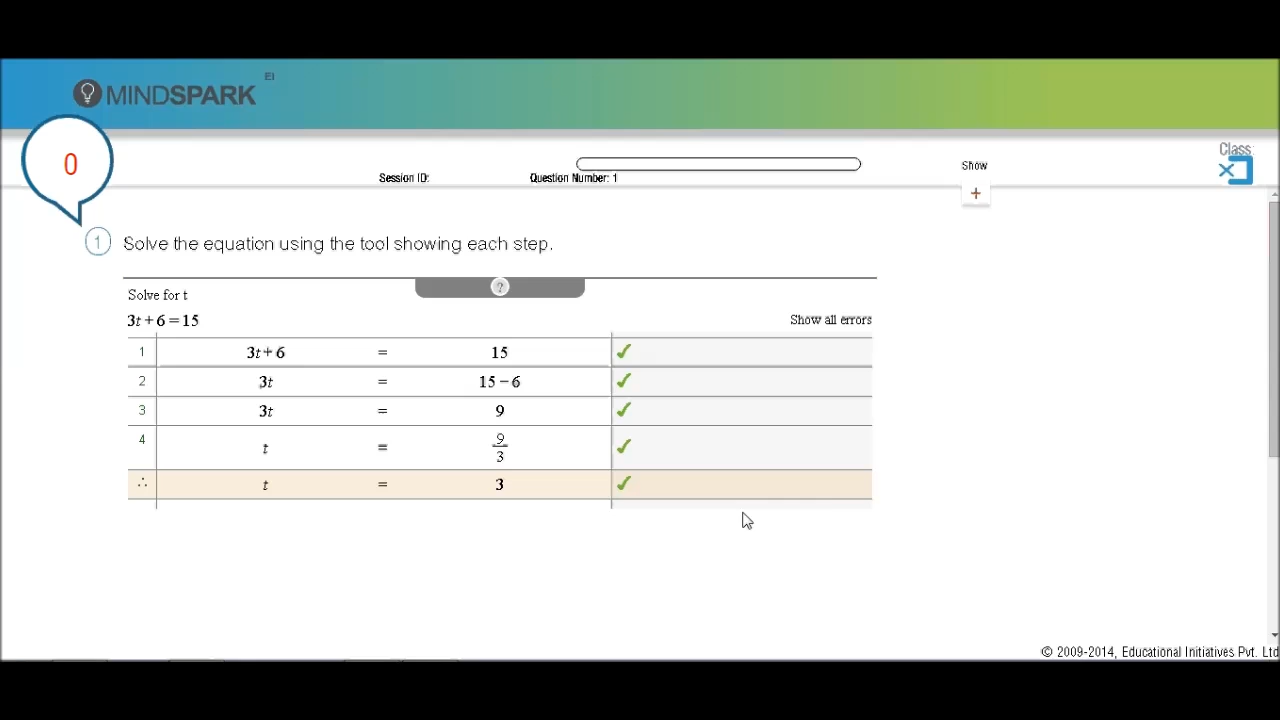 MINDSPARK EI
0
Class
Show
Session ID:
Question Number: 1
+
1 Solve the equation using the tool showing each step.
?
Solve for t
3t + 6 = 15
Show all errors
1 3t + 6 = 15 ✓
2 3t = 15 − 6 ✓
3 3t = 9 ✓
4 t = 9/3 ✓
∴ t = 3 ✓
© 2009-2014, Educational Initiatives Pvt. Ltd